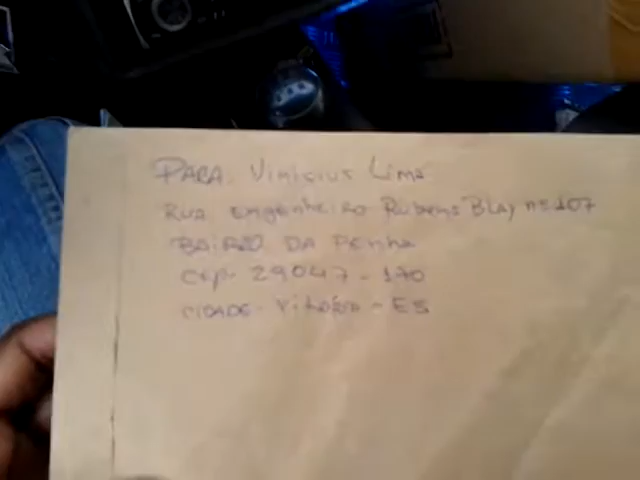 PARA. Vinicius Lima
Rua Engenheiro Rubens Blay nº 107
BAIRRO DA Penha
Cep- 29047-170
CIDADE- Vitória - ES